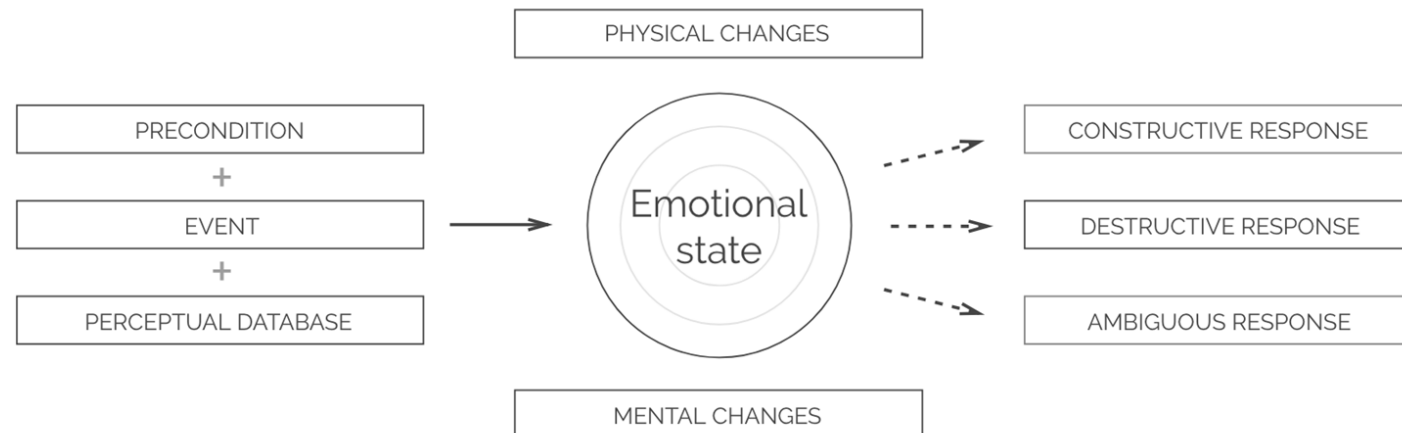 PHYSICAL CHANGES
PRECONDITION
+
EVENT
+
PERCEPTUAL DATABASE
Emotional
state
CONSTRUCTIVE RESPONSE
DESTRUCTIVE RESPONSE
AMBIGUOUS RESPONSE
MENTAL CHANGES